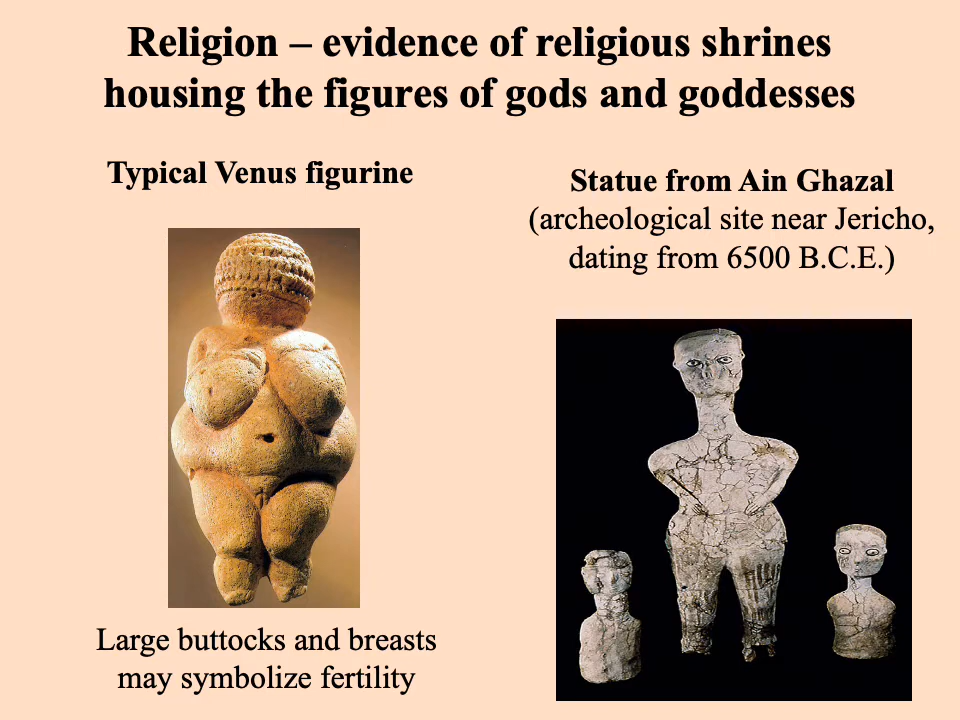 Religion – evidence of religious shrines
housing the figures of gods and goddesses
Typical Venus figurine
Statue from Ain Ghazal
(archeological site near Jericho,
dating from 6500 B.C.E.)
Large buttocks and breasts
may symbolize fertility